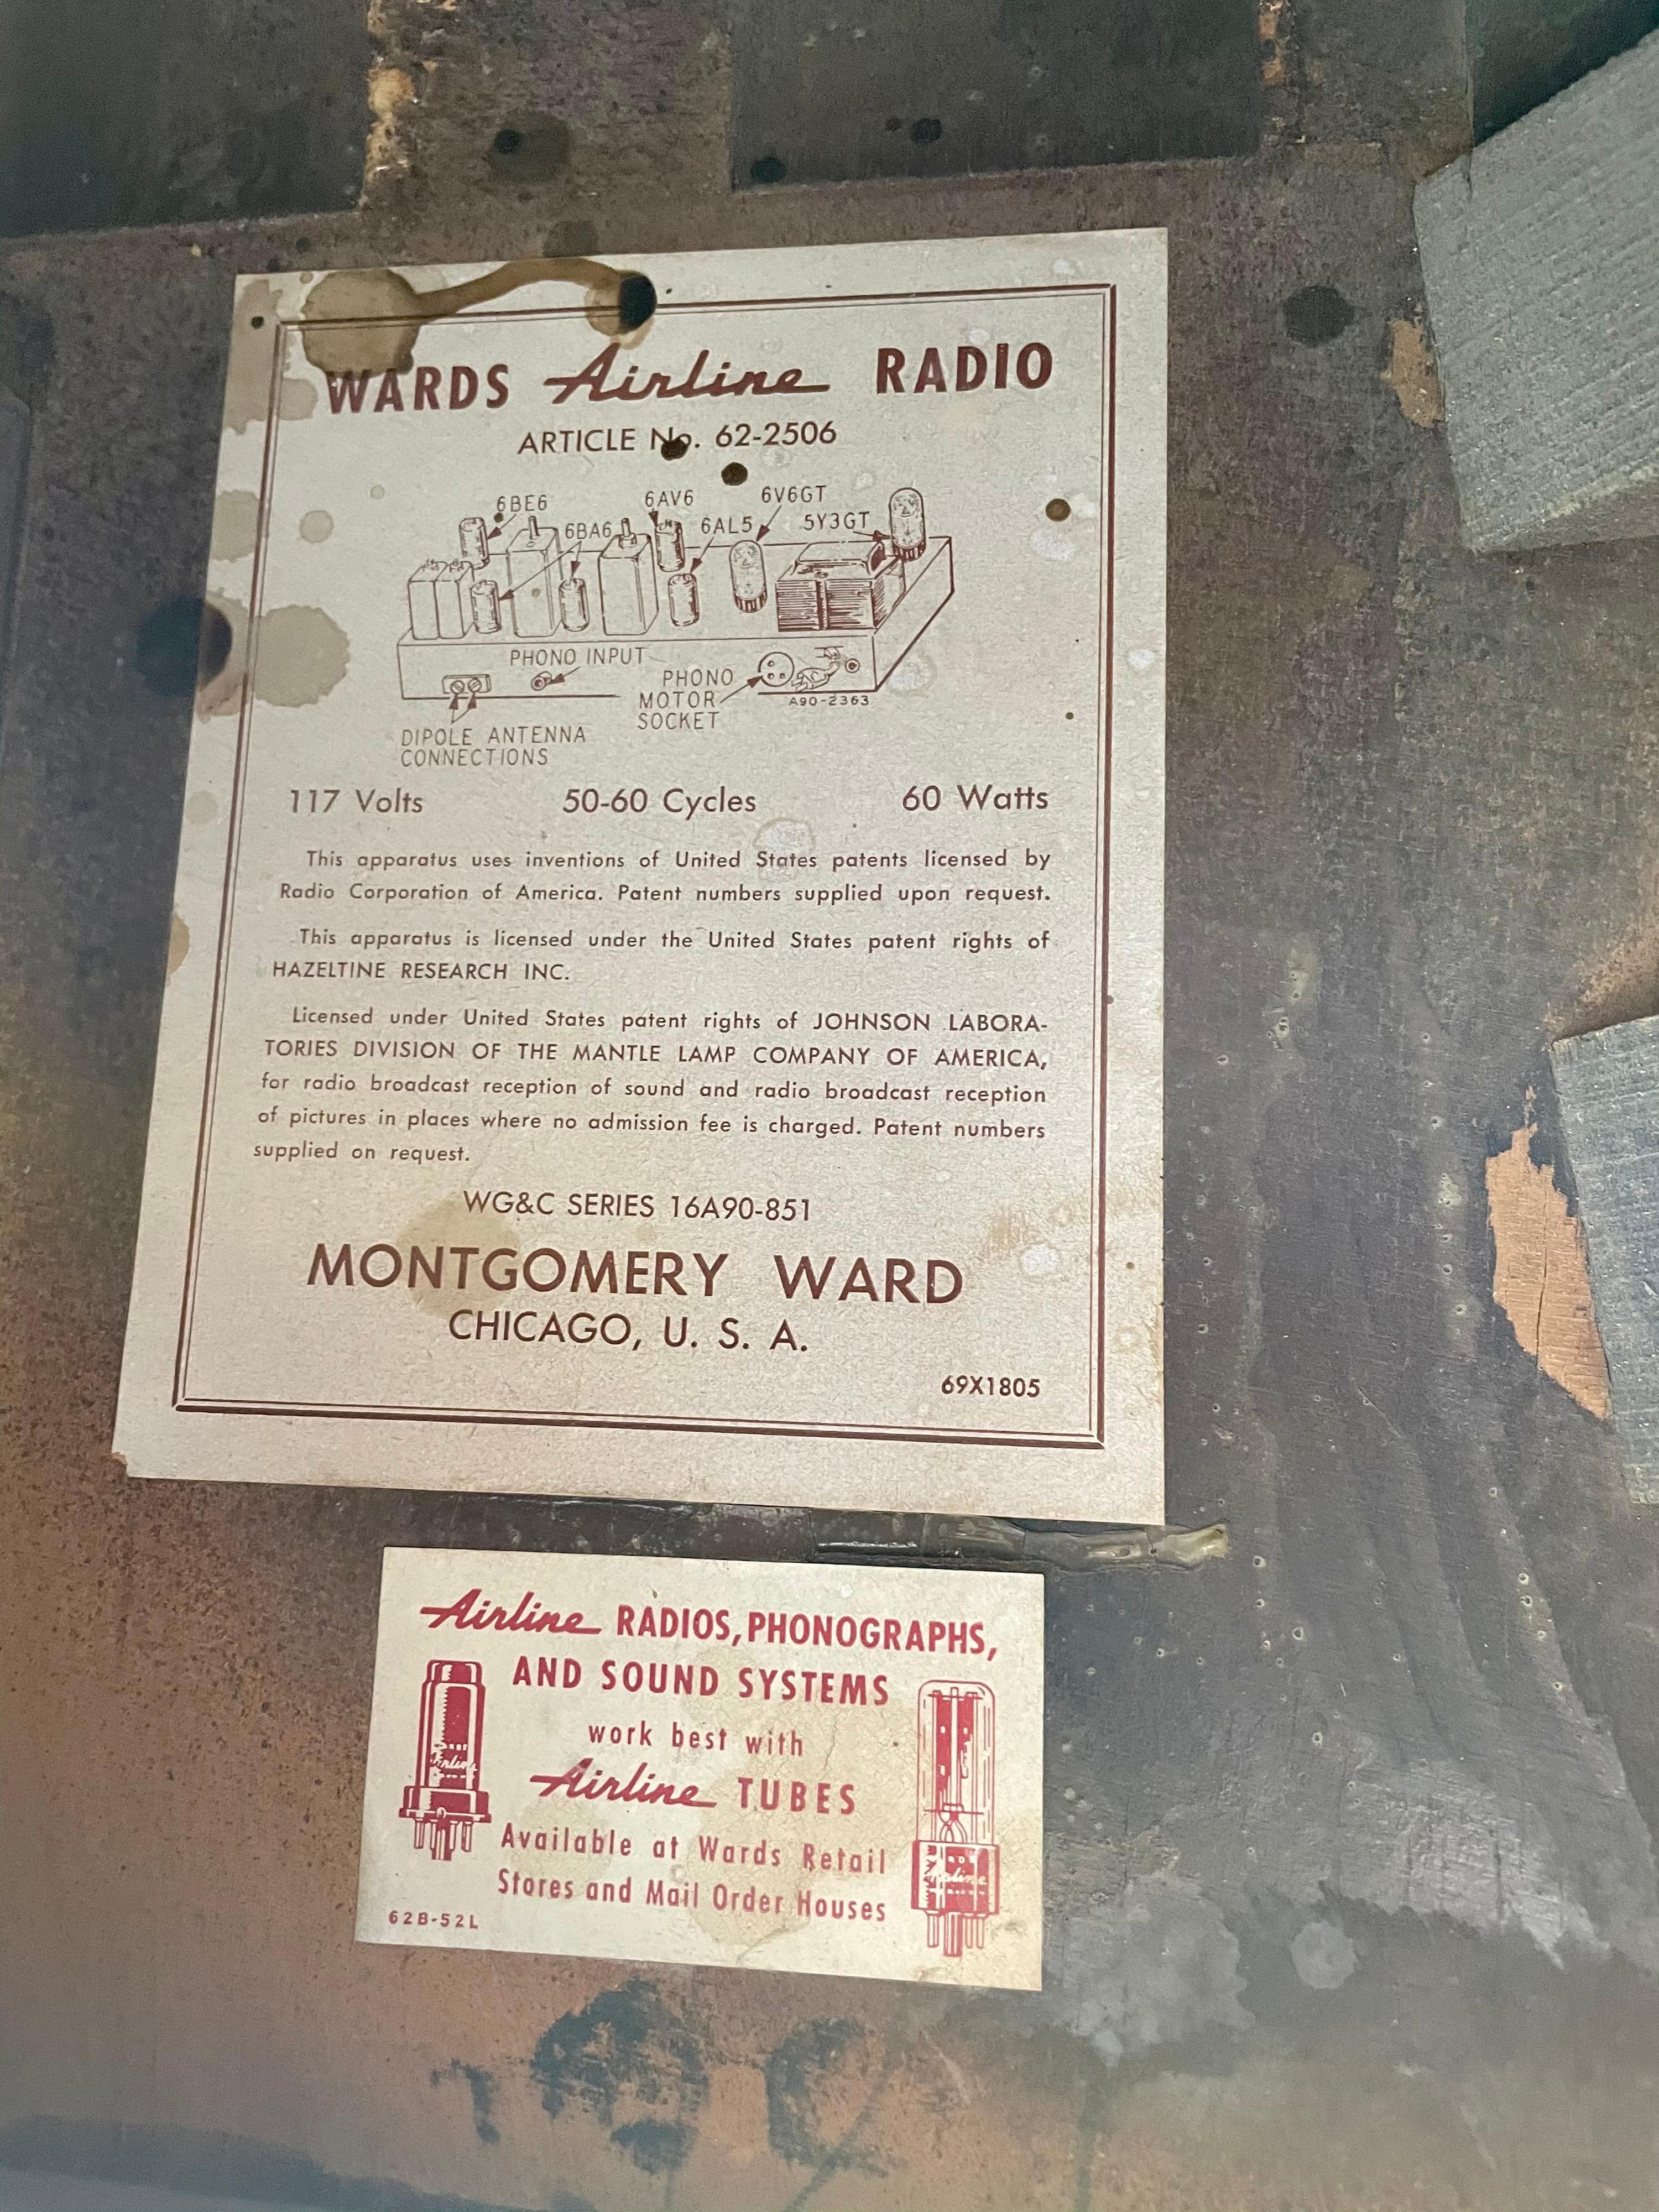 WARDS Airline RADIO
ARTICLE No. 62-2506
6BE6
6BA6
6AV6
6AL5
6V6GT
5Y3GT
PHONO INPUT
PHONO
MOTOR
SOCKET
A90-2363
DIPOLE ANTENNA
CONNECTIONS
117 Volts 50-60 Cycles 60 Watts
This apparatus uses inventions of United States patents licensed by
Radio Corporation of America. Patent numbers supplied upon request.
This apparatus is licensed under the United States patent rights of
HAZELTINE RESEARCH INC.
Licensed under United States patent rights of JOHNSON LABORA-
TORIES DIVISION OF THE MANTLE LAMP COMPANY OF AMERICA,
for radio broadcast reception of sound and radio broadcast reception
of pictures in places where no admission fee is charged. Patent numbers
supplied on request.
WG&C SERIES 16A90-851
MONTGOMERY WARD
CHICAGO, U. S. A.
69X1805
Airline RADIOS, PHONOGRAPHS,
AND SOUND SYSTEMS
work best with
Airline TUBES
Available at Wards Retail
Stores and Mail Order Houses
62B-52L
Airline
Airline